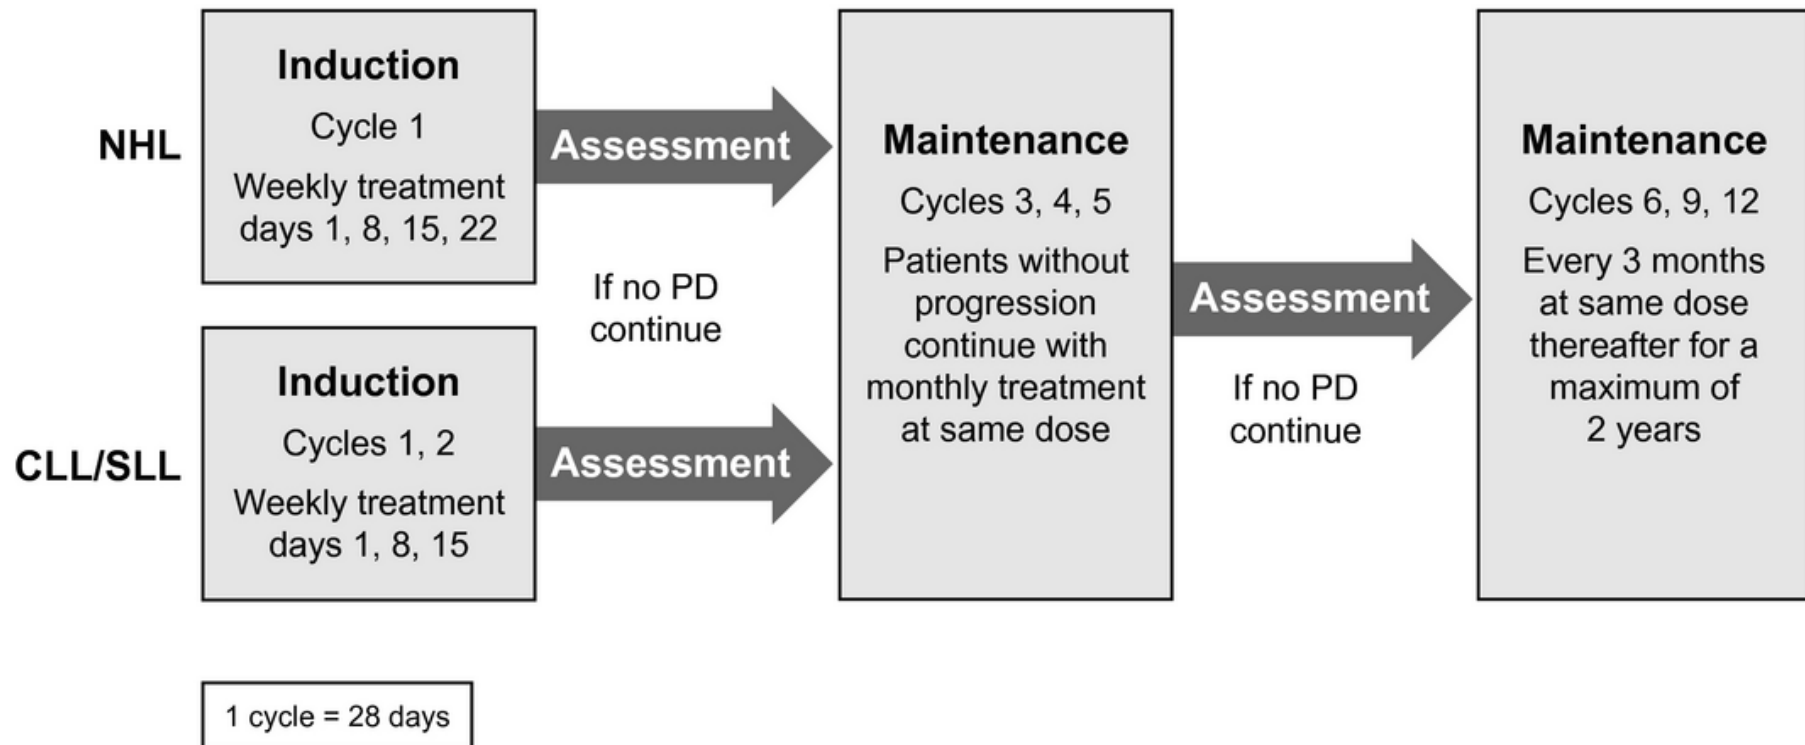 NHL
Induction
Cycle 1
Weekly treatment
days 1, 8, 15, 22
Assessment
If no PD
continue
CLL/SLL
Induction
Cycles 1, 2
Weekly treatment
days 1, 8, 15
Assessment
Maintenance
Cycles 3, 4, 5
Patients without
progression
continue with
monthly treatment
at same dose
Assessment
If no PD
continue
Maintenance
Cycles 6, 9, 12
Every 3 months
at same dose
thereafter for a
maximum of
2 years
1 cycle = 28 days